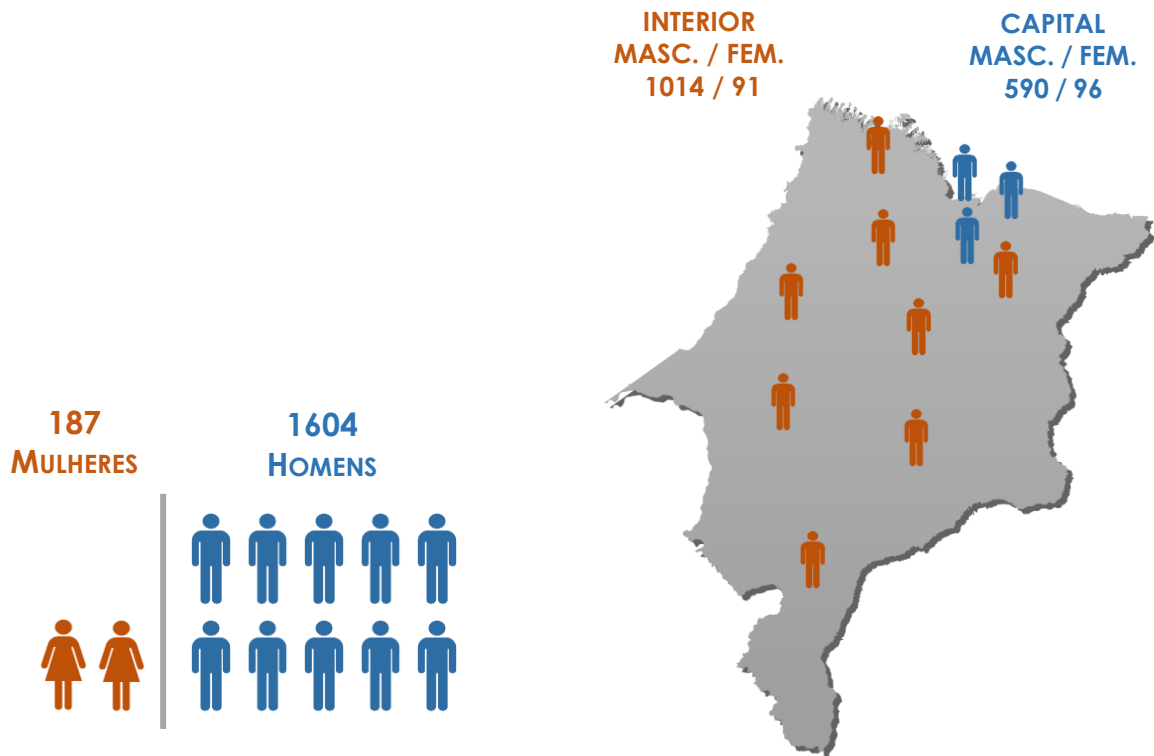 INTERIOR
MASC. / FEM.
1014 / 91
CAPITAL
MASC. / FEM.
590 / 96
187
MULHERES
1604
HOMENS